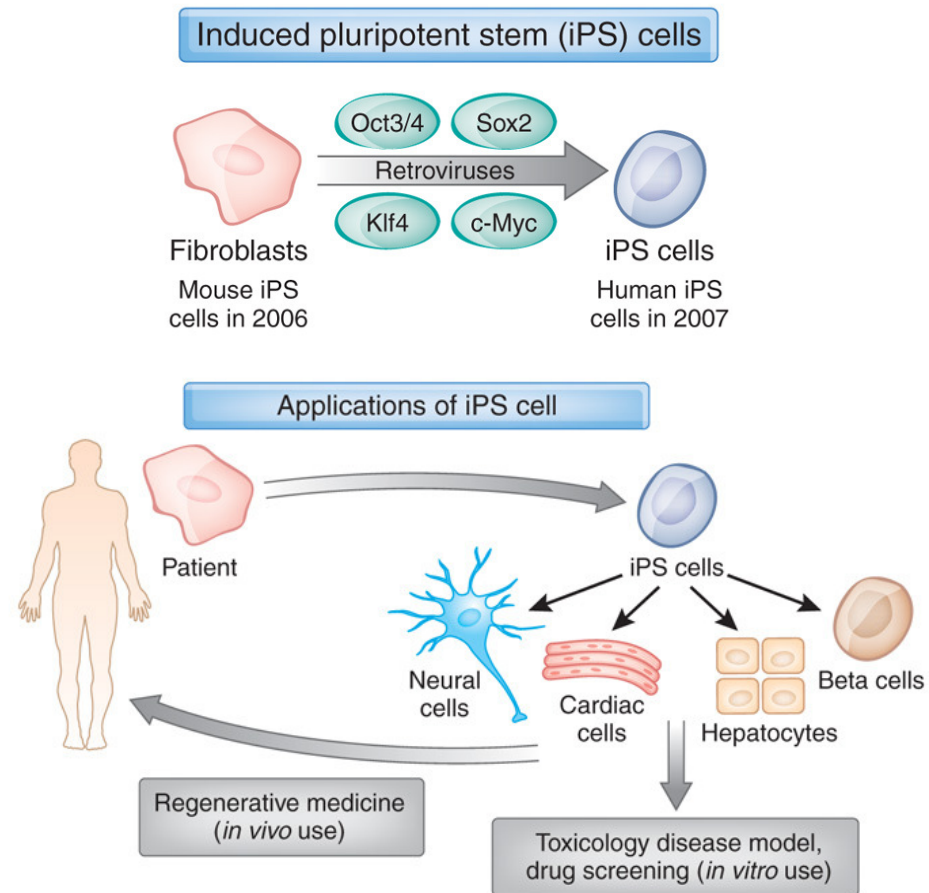 Induced pluripotent stem (iPS) cells
Oct3/4
Sox2
Retroviruses
Klf4
c-Myc
Fibroblasts
iPS cells
Mouse iPS
cells in 2006
Human iPS
cells in 2007
Applications of iPS cell
Patient
iPS cells
Neural
cells
Cardiac
cells
Hepatocytes
Beta cells
Regenerative medicine
(in vivo use)
Toxicology disease model,
drug screening (in vitro use)